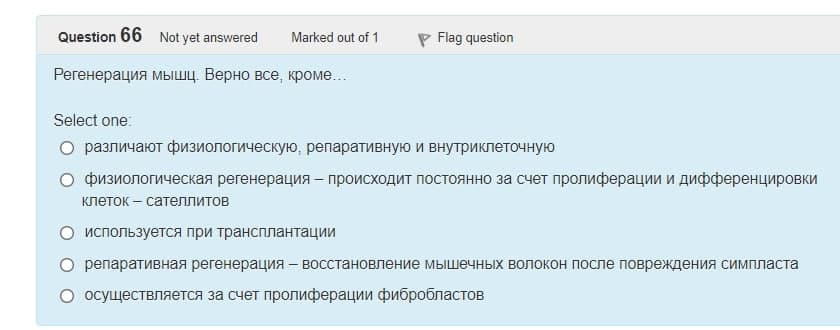 Question 66 Not yet answered Marked out of 1 Flag question
Регенерация мышц. Верно все, кроме…
Select one:
различают физиологическую, репаративную и внутриклеточную
физиологическая регенерация – происходит постоянно за счет пролиферации и дифференцировки
клеток – сателлитов
используется при трансплантации
репаративная регенерация – восстановление мышечных волокон после повреждения симпласта
осуществляется за счет пролиферации фибробластов